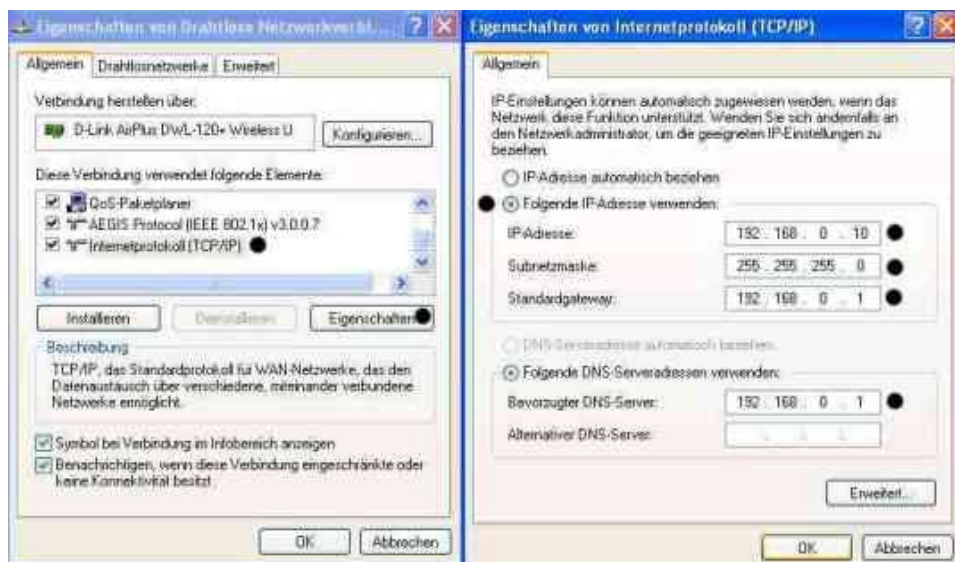 Eigenschaften von Drahtlose Netzwerkverbi...
Allgemein Drahtlosnetzwerke Erweitert
Verbindung herstellen über:
D-Link AirPlus DWL-120+ Wireless U
Konfigurieren...
Diese Verbindung verwendet folgende Elemente:
QoS-Paketplaner
AEGIS Protocol (IEEE 802.1x) v3.0.0.7
Internetprotokoll (TCP/IP)
Installieren Deinstallieren Eigenschaften
Beschreibung
TCP/IP, das Standardprotokoll für WAN-Netzwerke, das den
Datenaustausch über verschiedene, miteinander verbundene
Netzwerke ermöglicht.
Symbol bei Verbindung im Infobereich anzeigen
Benachrichtigen, wenn diese Verbindung eingeschränkte oder
keine Konnektivität besitzt
OK Abbrechen
Eigenschaften von Internetprotokoll (TCP/IP)
Allgemein
IP-Einstellungen können automatisch zugewiesen werden, wenn das
Netzwerk diese Funktion unterstützt. Wenden Sie sich andernfalls an
den Netzwerkadministrator, um die geeigneten IP-Einstellungen zu
beziehen.
IP-Adresse automatisch beziehen
Folgende IP-Adresse verwenden:
IP-Adresse: 192 . 168 . 0 . 10
Subnetzmaske: 255 . 255 . 255 . 0
Standardgateway: 192 . 168 . 0 . 1
DNS-Serveradresse automatisch beziehen
Folgende DNS-Serveradressen verwenden:
Bevorzugter DNS-Server: 192 . 168 . 0 . 1
Alternativer DNS-Server: . . .
Erweitert...
OK Abbrechen